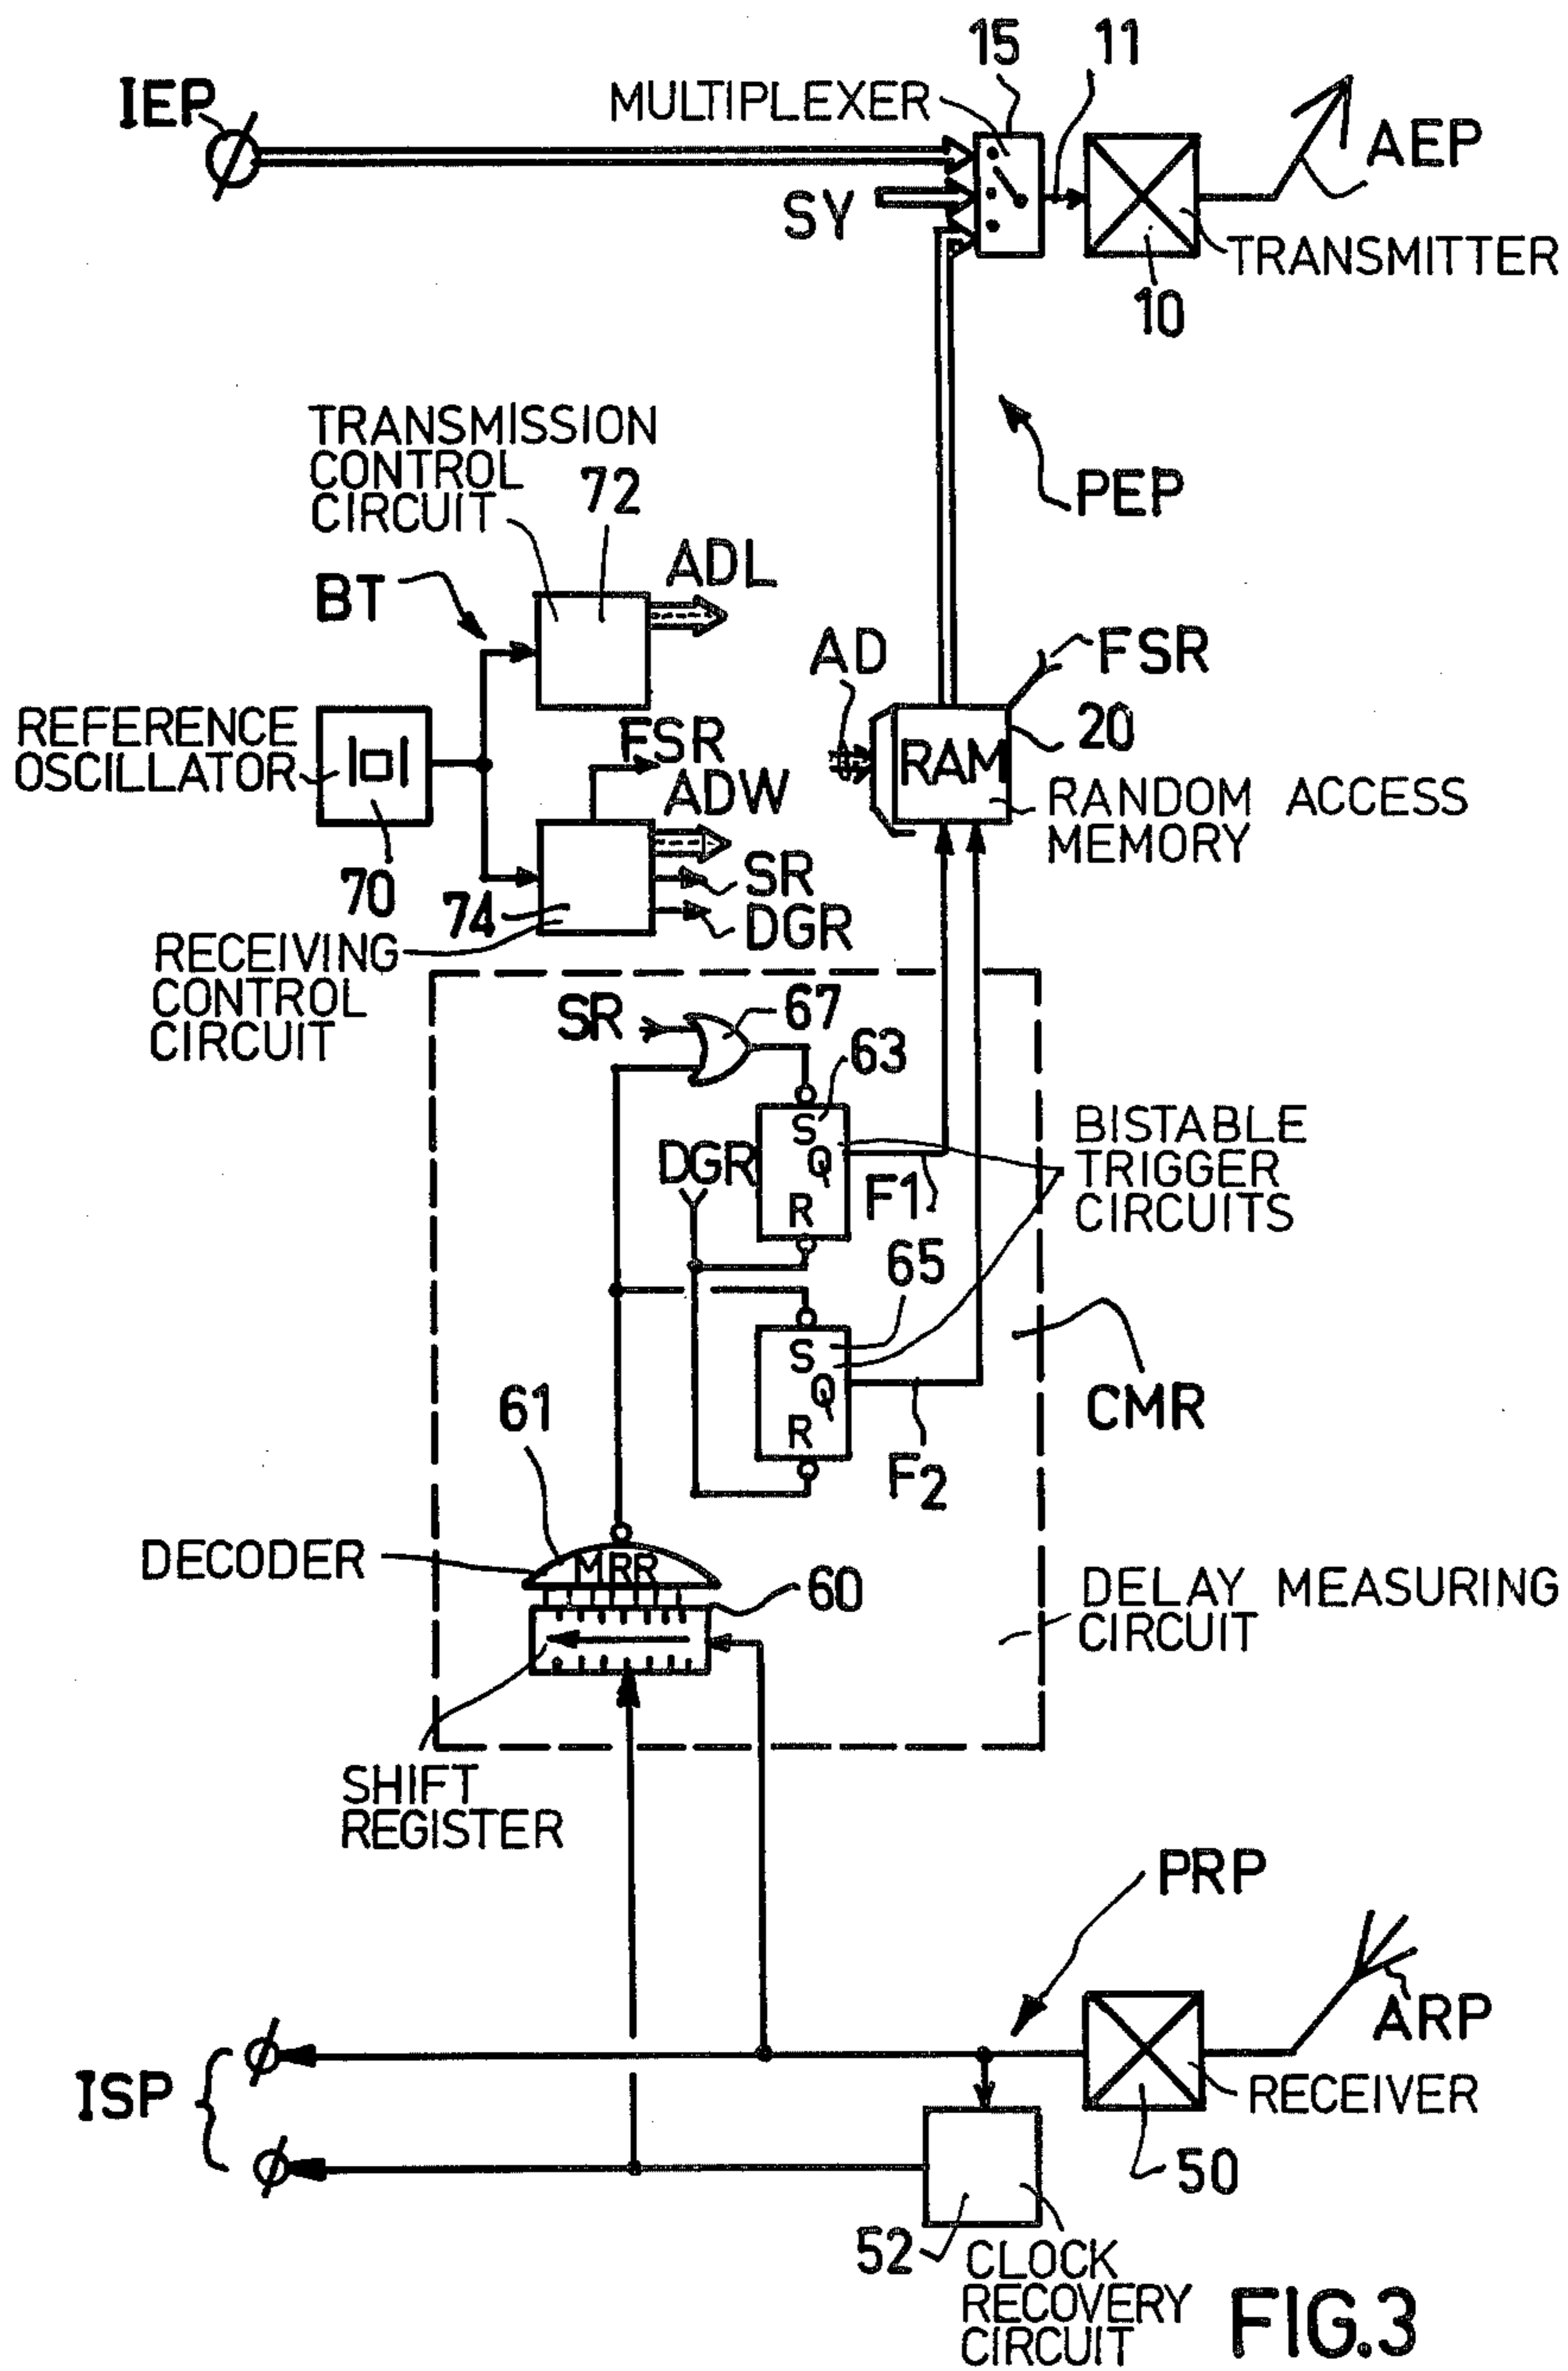 15
11
IEP
MULTIPLEXER
AEP
SY
TRANSMITTER
10
TRANSMISSION
CONTROL
CIRCUIT
72
PEP
ADL
BT
AD
FSR
REFERENCE
OSCILLATOR
FSR
20
RAM
ADW
RANDOM ACCESS
MEMORY
70
74
SR
DGR
RECEIVING
CONTROL
CIRCUIT
SR
67
63
S
Q
R
DGR
F1
BISTABLE
TRIGGER
CIRCUITS
65
S
Q
R
CMR
61
F2
DECODER
MRR
60
DELAY MEASURING
CIRCUIT
SHIFT
REGISTER
PRP
ARP
ISP
RECEIVER
50
52
CLOCK
RECOVERY
CIRCUIT
FIG.3